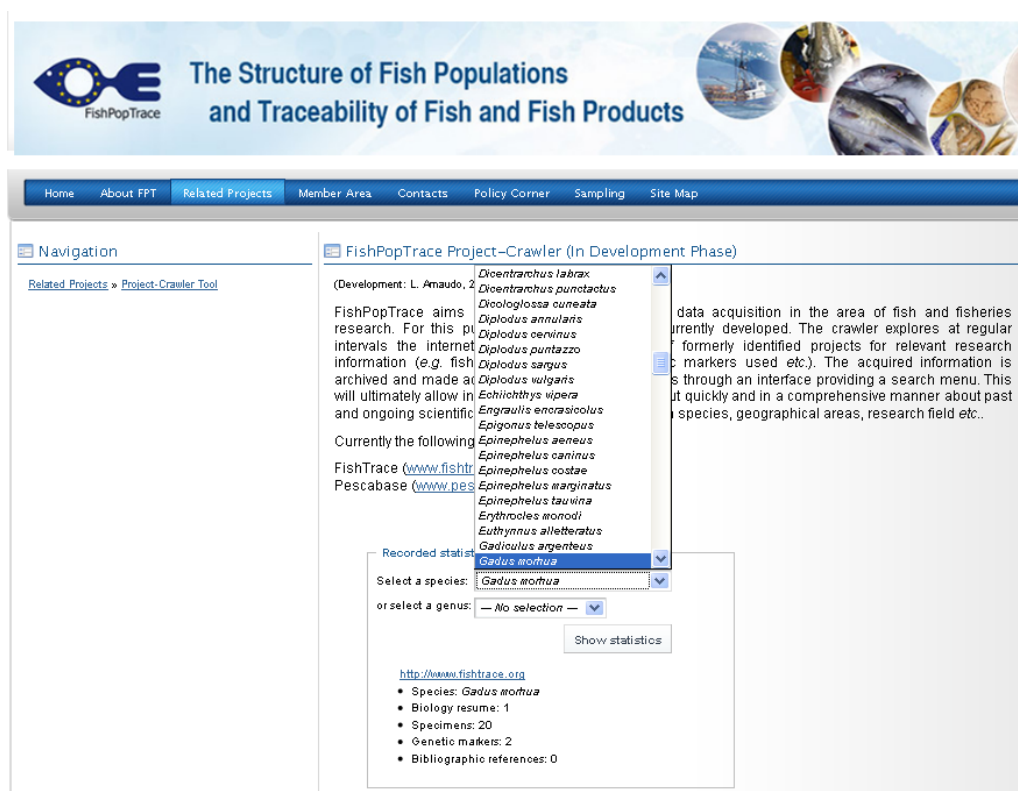 The Structure of Fish Populations
and Traceability of Fish and Fish Products
FishPopTrace
Home About FPT Related Projects Member Area Contacts Policy Corner Sampling Site Map
Navigation
Related Projects » Project-Crawler Tool
FishPopTrace Project-Crawler (In Development Phase)
(Development: L. Arnaudo, 2
FishPopTrace aims data acquisition in the area of fish and fisheries
research. For this pu urrently developed. The crawler explores at regular
intervals the internet formerly identified projects for relevant research
information (e.g. fish c markers used etc.). The acquired information is
archived and made ac s through an interface providing a search menu. This
will ultimately allow in ut quickly and in a comprehensive manner about past
and ongoing scientific species, geographical areas, research field etc..
Currently the following
FishTrace (www.fishtr
Pescabase (www.pes
Dicentrarchus labrax
Dicentrarchus punctactus
Dicologlossa cuneata
Diplodus annularis
Diplodus cervinus
Diplodus puntazzo
Diplodus sargus
Diplodus vulgaris
Echiichthys vipera
Engraulis encrasicolus
Epigonus telescopus
Epinephelus aeneus
Epinephelus caninus
Epinephelus costae
Epinephelus marginatus
Epinephelus tauvina
Erythrocles monodi
Euthynnus alletteratus
Gadiculus argenteus
Gadus morhua
Recorded statist
Select a species: Gadus morhua
or select a genus: — No selection —
Show statistics
http://www.fishtrace.org
• Species: Gadus morhua
• Biology resume: 1
• Specimens: 20
• Genetic markers: 2
• Bibliographic references: 0